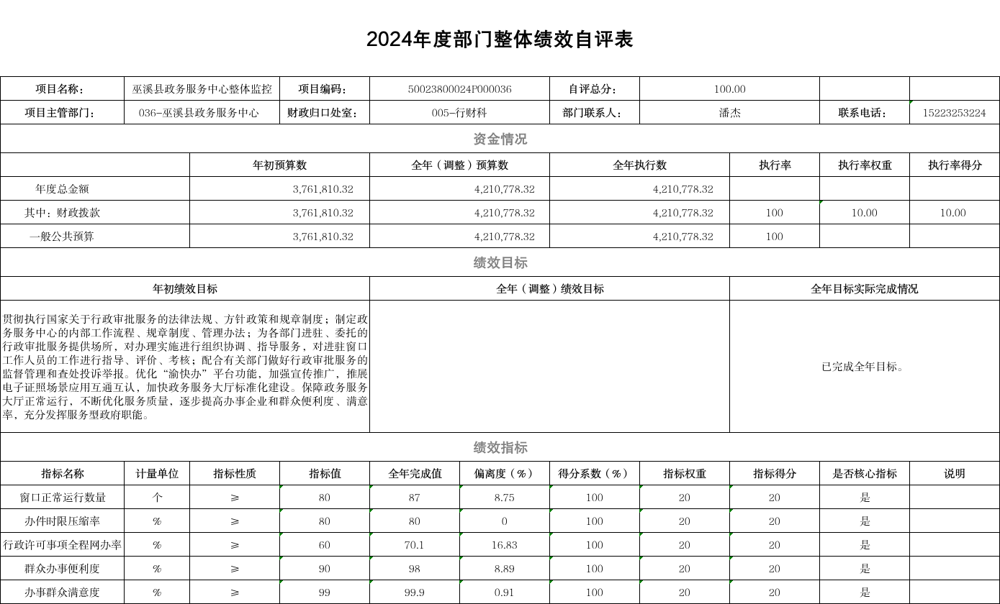 2024年度部门整体绩效自评表
项目名称： 巫溪县政务服务中心整体监控 项目编码： 50023800024P000036 自评总分： 100.00
项目主管部门： 036-巫溪县政务服务中心 财政归口处室： 005-行财科 部门联系人： 潘杰 联系电话： 15223253224
资金情况
年初预算数 全年（调整）预算数 全年执行数 执行率 执行率权重 执行率得分
年度总金额 3,761,810.32 4,210,778.32 4,210,778.32
其中：财政拨款 3,761,810.32 4,210,778.32 4,210,778.32 100 10.00 10.00
一般公共预算 3,761,810.32 4,210,778.32 4,210,778.32 100
绩效目标
年初绩效目标 全年（调整）绩效目标 全年目标实际完成情况
贯彻执行国家关于行政审批服务的法律法规、方针政策和规章制度；制定政
务服务中心的内部工作流程、规章制度、管理办法；为各部门进驻、委托的
行政审批服务提供场所，对办理实施进行组织协调、指导服务，对进驻窗口
工作人员的工作进行指导、评价、考核；配合有关部门做好行政审批服务的
监督管理和查处投诉举报。优化“渝快办”平台功能，加强宣传推广，推展
电子证照场景应用互通互认，加快政务服务大厅标准化建设。保障政务服务
大厅正常运行，不断优化服务质量，逐步提高办事企业和群众便利度、满意
率，充分发挥服务型政府职能。
已完成全年目标。
绩效指标
指标名称 计量单位 指标性质 指标值 全年完成值 偏离度（%） 得分系数（%） 指标权重 指标得分 是否核心指标 说明
窗口正常运行数量 个 ≥ 80 87 8.75 100 20 20 是
办件时限压缩率 % ≥ 80 80 0 100 20 20 是
行政许可事项全程网办率 % ≥ 60 70.1 16.83 100 20 20 是
群众办事便利度 % ≥ 90 98 8.89 100 20 20 是
办事群众满意度 % ≥ 99 99.9 0.91 100 20 20 是